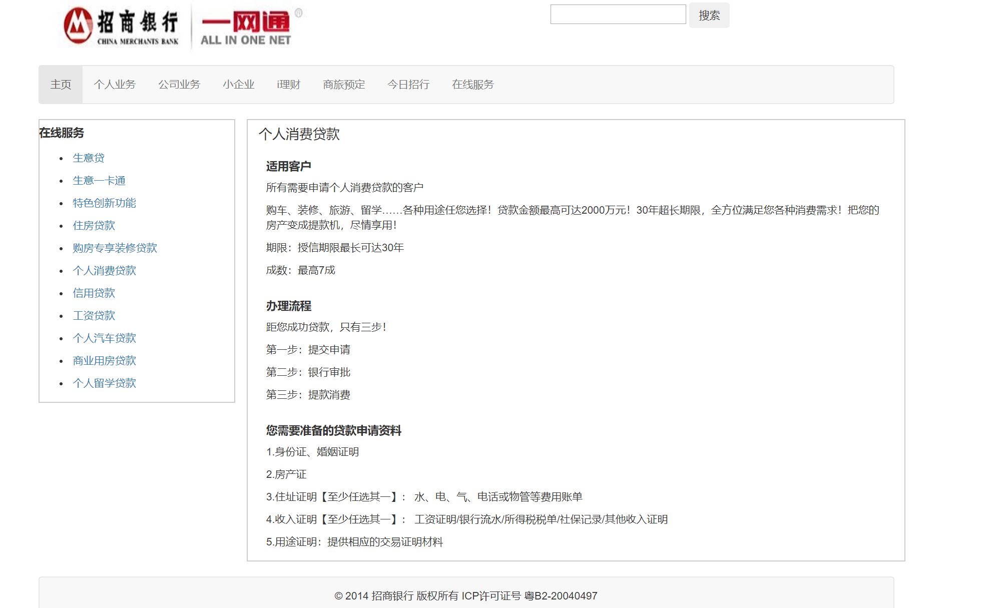 招商银行
CHINA MERCHANTS BANK
一网通®
ALL IN ONE NET
搜索
主页 个人业务 公司业务 小企业 i理财 商旅预定 今日招行 在线服务
在线服务
生意贷
生意一卡通
特色创新功能
住房贷款
购房专享装修贷款
个人消费贷款
信用贷款
工资贷款
个人汽车贷款
商业用房贷款
个人留学贷款
个人消费贷款
适用客户
所有需要申请个人消费贷款的客户
购车、装修、旅游、留学……各种用途任您选择！贷款金额最高可达2000万元！30年超长期限，全方位满足您各种消费需求！把您的
房产变成提款机，尽情享用！
期限：授信期限最长可达30年
成数：最高7成
办理流程
距您成功贷款，只有三步！
第一步：提交申请
第二步：银行审批
第三步：提款消费
您需要准备的贷款申请资料
1.身份证、婚姻证明
2.房产证
3.住址证明【至少任选其一】： 水、电、气、电话或物管等费用账单
4.收入证明【至少任选其一】： 工资证明/银行流水/所得税税单/社保记录/其他收入证明
5.用途证明：提供相应的交易证明材料
© 2014 招商银行 版权所有 ICP许可证号 粤B2-20040497